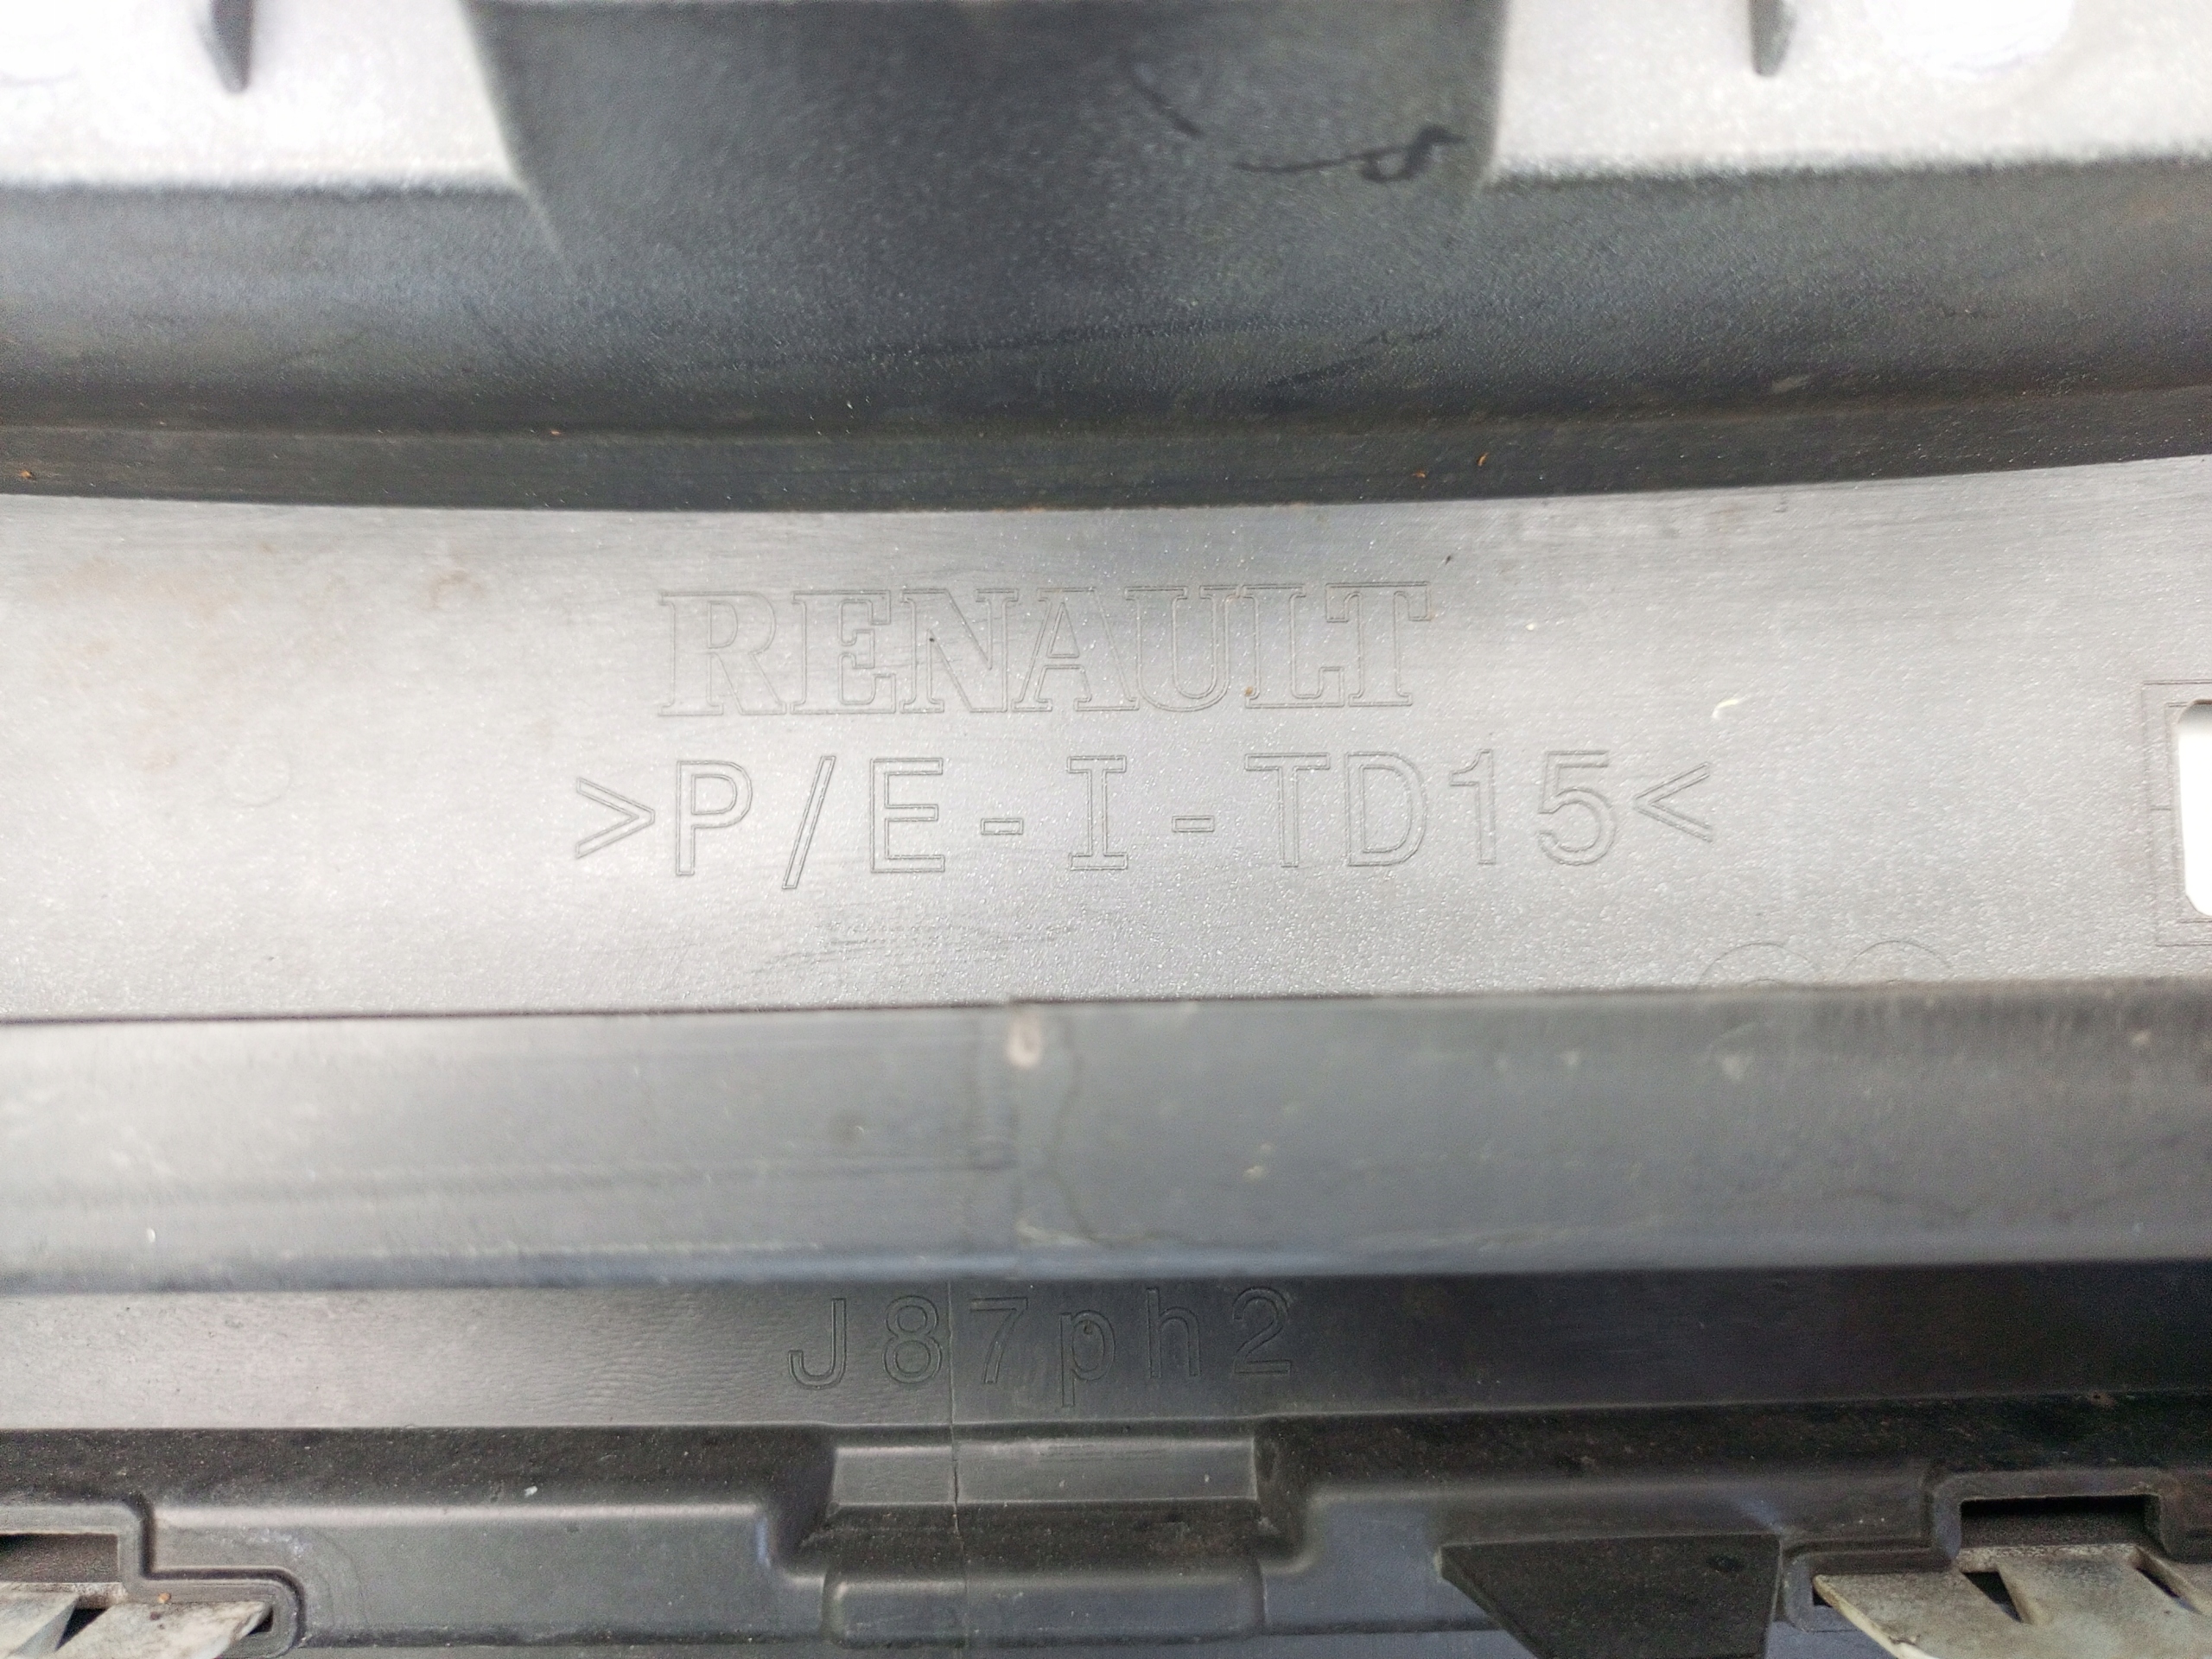 RENAULT
>P/E-I-TD15<
J87ph2